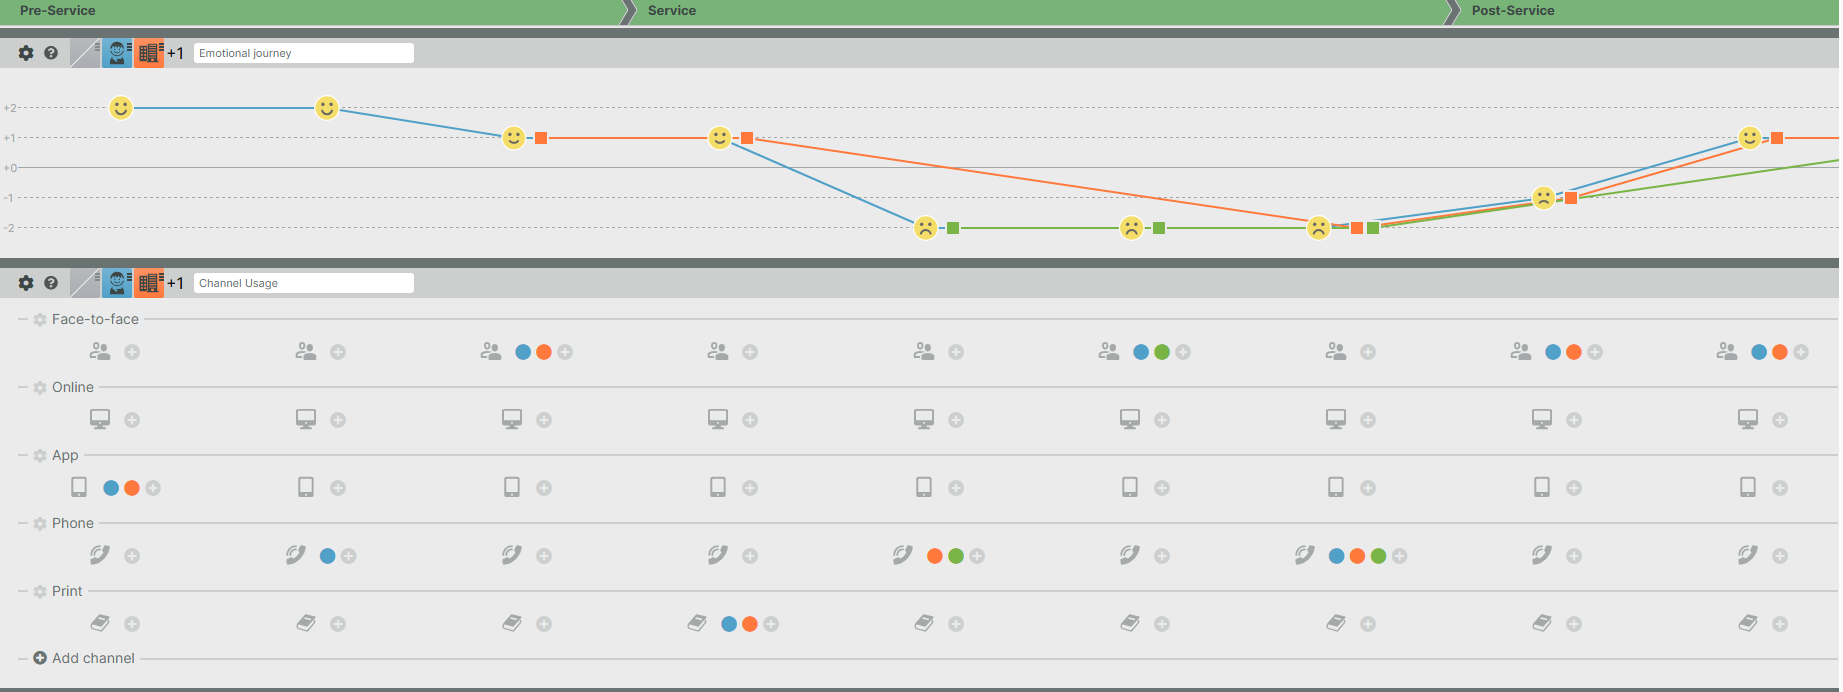 Pre-Service
Service
Post-Service
+1
Emotional journey
+2
+1
+0
-1
-2
+1
Channel Usage
Face-to-face
Online
App
Phone
Print
Add channel